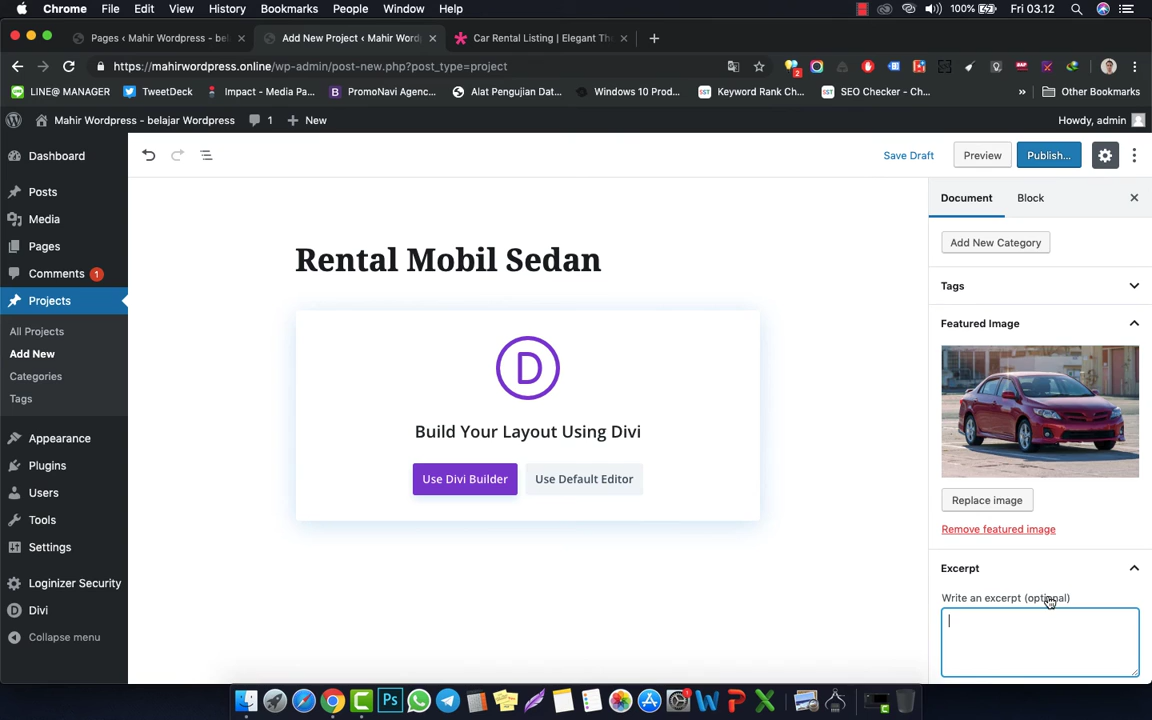 Chrome File Edit View History Bookmarks People Window Help 100% Fri 03.12
Pages ‹ Mahir Wordpress - bel
Add New Project ‹ Mahir Word
Car Rental Listing | Elegant Th
https://mahirwordpress.online/wp-admin/post-new.php?post_type=project
2
LINE@ MANAGER TweetDeck Impact - Media Pa... PromoNavi Agenc... Alat Pengujian Dat... Windows 10 Prod... SST Keyword Rank Ch... SST SEO Checker - Ch... » Other Bookmarks
Mahir Wordpress - belajar Wordpress 1 New Howdy, admin
Dashboard
Posts
Media
Pages
Comments 1
Projects
All Projects
Add New
Categories
Tags
Appearance
Plugins
Users
Tools
Settings
Loginizer Security
Divi
Collapse menu
Save Draft Preview Publish...
Rental Mobil Sedan
D
Build Your Layout Using Divi
Use Divi Builder Use Default Editor
Document Block
Add New Category
Tags
Featured Image
Replace image
Remove featured image
Excerpt
Write an excerpt (optional)
Ps